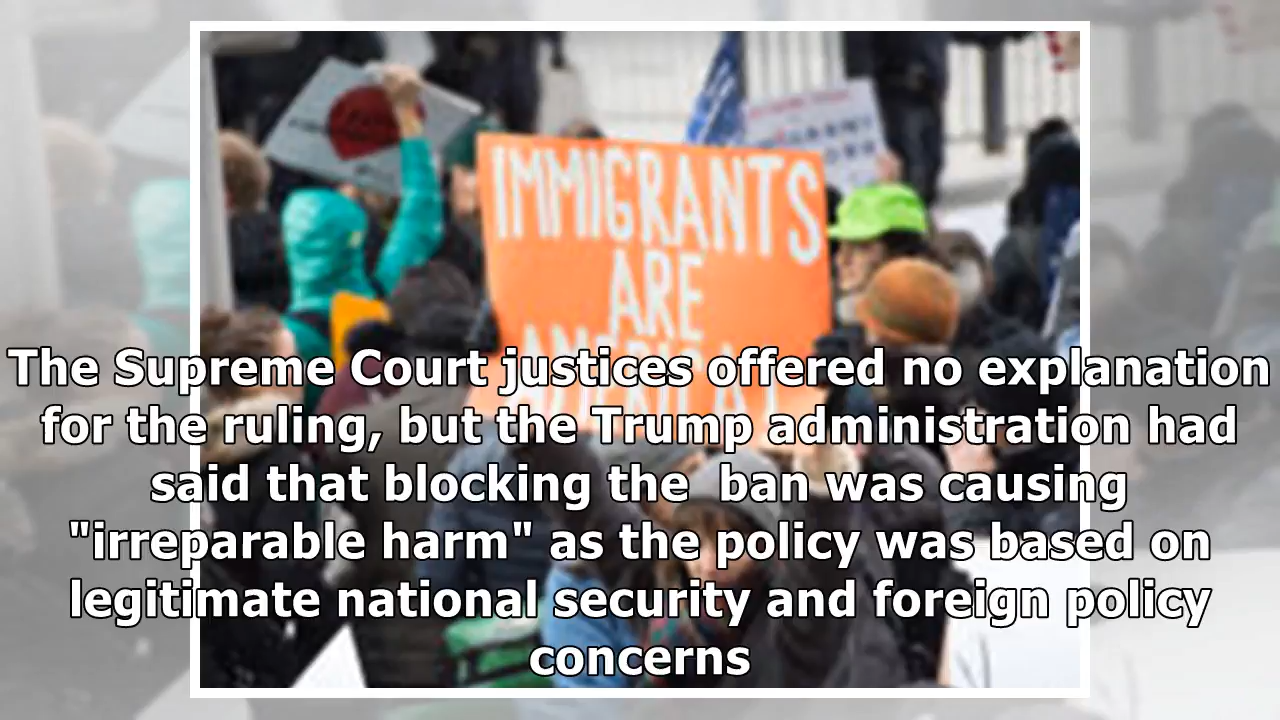 IMMIGRANTS
ARE
The Supreme Court justices offered no explanation
for the ruling, but the Trump administration had
said that blocking the  ban was causing
"irreparable harm" as the policy was based on
legitimate national security and foreign policy
concerns